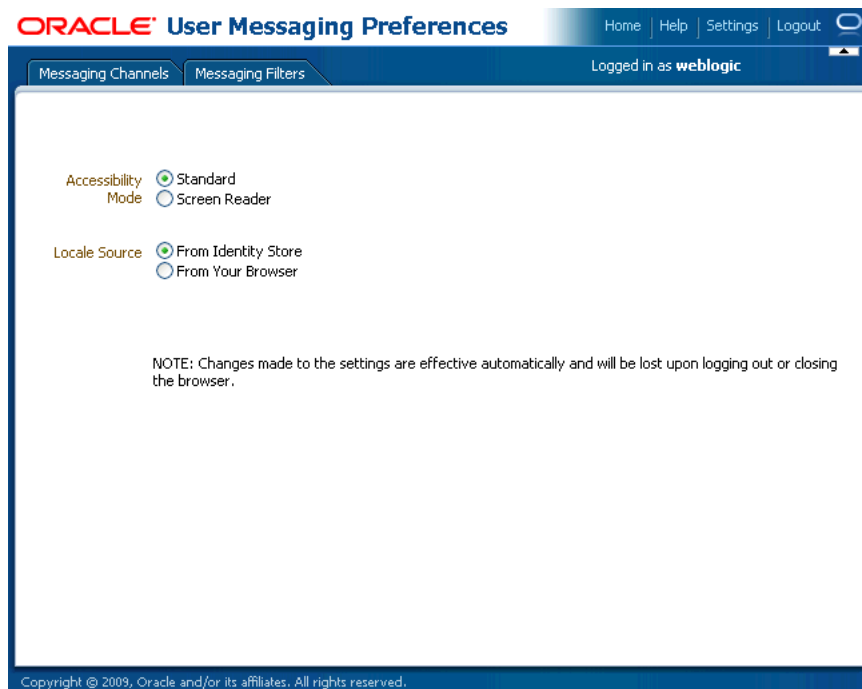 ORACLE User Messaging Preferences
Home Help Settings Logout
Messaging Channels Messaging Filters
Logged in as weblogic
Accessibility Mode
Standard
Screen Reader
Locale Source
From Identity Store
From Your Browser
NOTE: Changes made to the settings are effective automatically and will be lost upon logging out or closing
the browser.
Copyright © 2009, Oracle and/or its affiliates. All rights reserved.